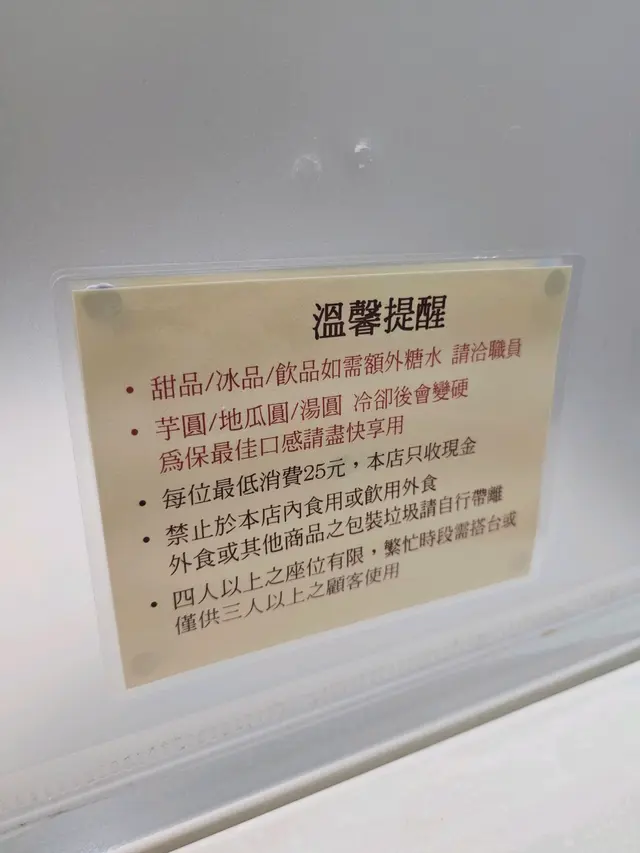 溫馨提醒
• 甜品/冰品/飲品如需額外糖水 請洽職員
• 芋圓/地瓜圓/湯圓 冷卻後會變硬
為保最佳口感請盡快享用
• 每位最低消費25元，本店只收現金
• 禁止於本店內食用或飲用外食
外食或其他商品之包裝垃圾請自行帶離
• 四人以上之座位有限，繁忙時段需搭台或
僅供三人以上之顧客使用